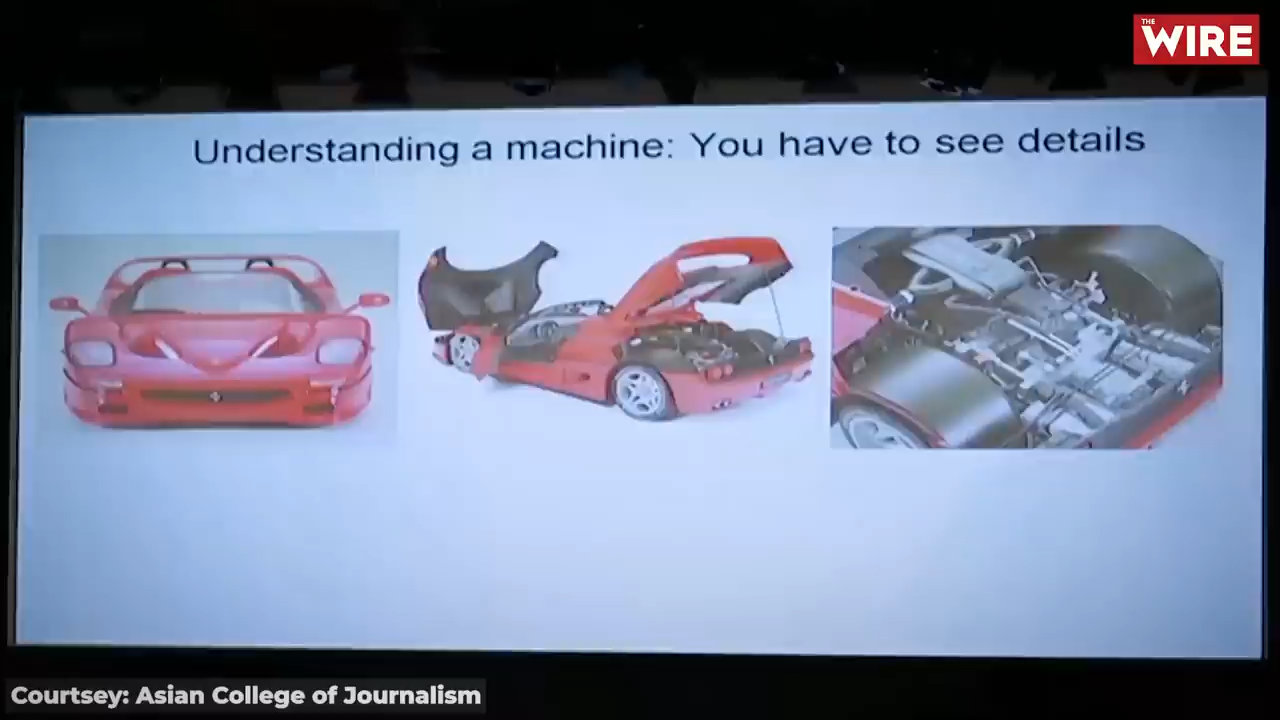 THE
WIRE
Understanding a machine: You have to see details
Courtsey: Asian College of Journalism